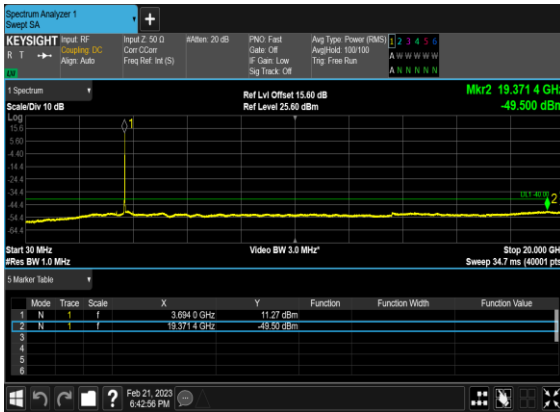 Spectrum Analyzer 1
Swept SA
KEYSIGHT Input: RF Input Z: 50 Ω #Atten: 20 dB PNO: Fast Avg Type: Power (RMS) 1 2 3 4 5 6
R T Coupling: DC Corr CCorr Gate: Off Avg|Hold: 100/100 A W W W W W
Align: Auto Freq Ref: Int (S) IF Gain: Low Trig: Free Run
Sig Track: Off A N N N N N
1 Spectrum Ref Lvl Offset 15.60 dB Mkr2 19.371 4 GHz
Scale/Div 10 dB Ref Level 25.60 dBm -49.500 dBm
Log
15.6
5.60
-4.40
-14.4
-24.4
-34.4
-44.4
-54.4
-64.4
1
2
Start 30 MHz Video BW 3.0 MHz* Stop 20.000 GHz
#Res BW 1.0 MHz Sweep 34.7 ms (40001 pts)
5 Marker Table
Mode Trace Scale X Y Function Function Width Function Value
1 N 1 f 3.694 0 GHz 11.27 dBm
2 N 1 f 19.371 4 GHz -49.50 dBm
3
4
5
6
? Feb 21, 2023
6:42:56 PM